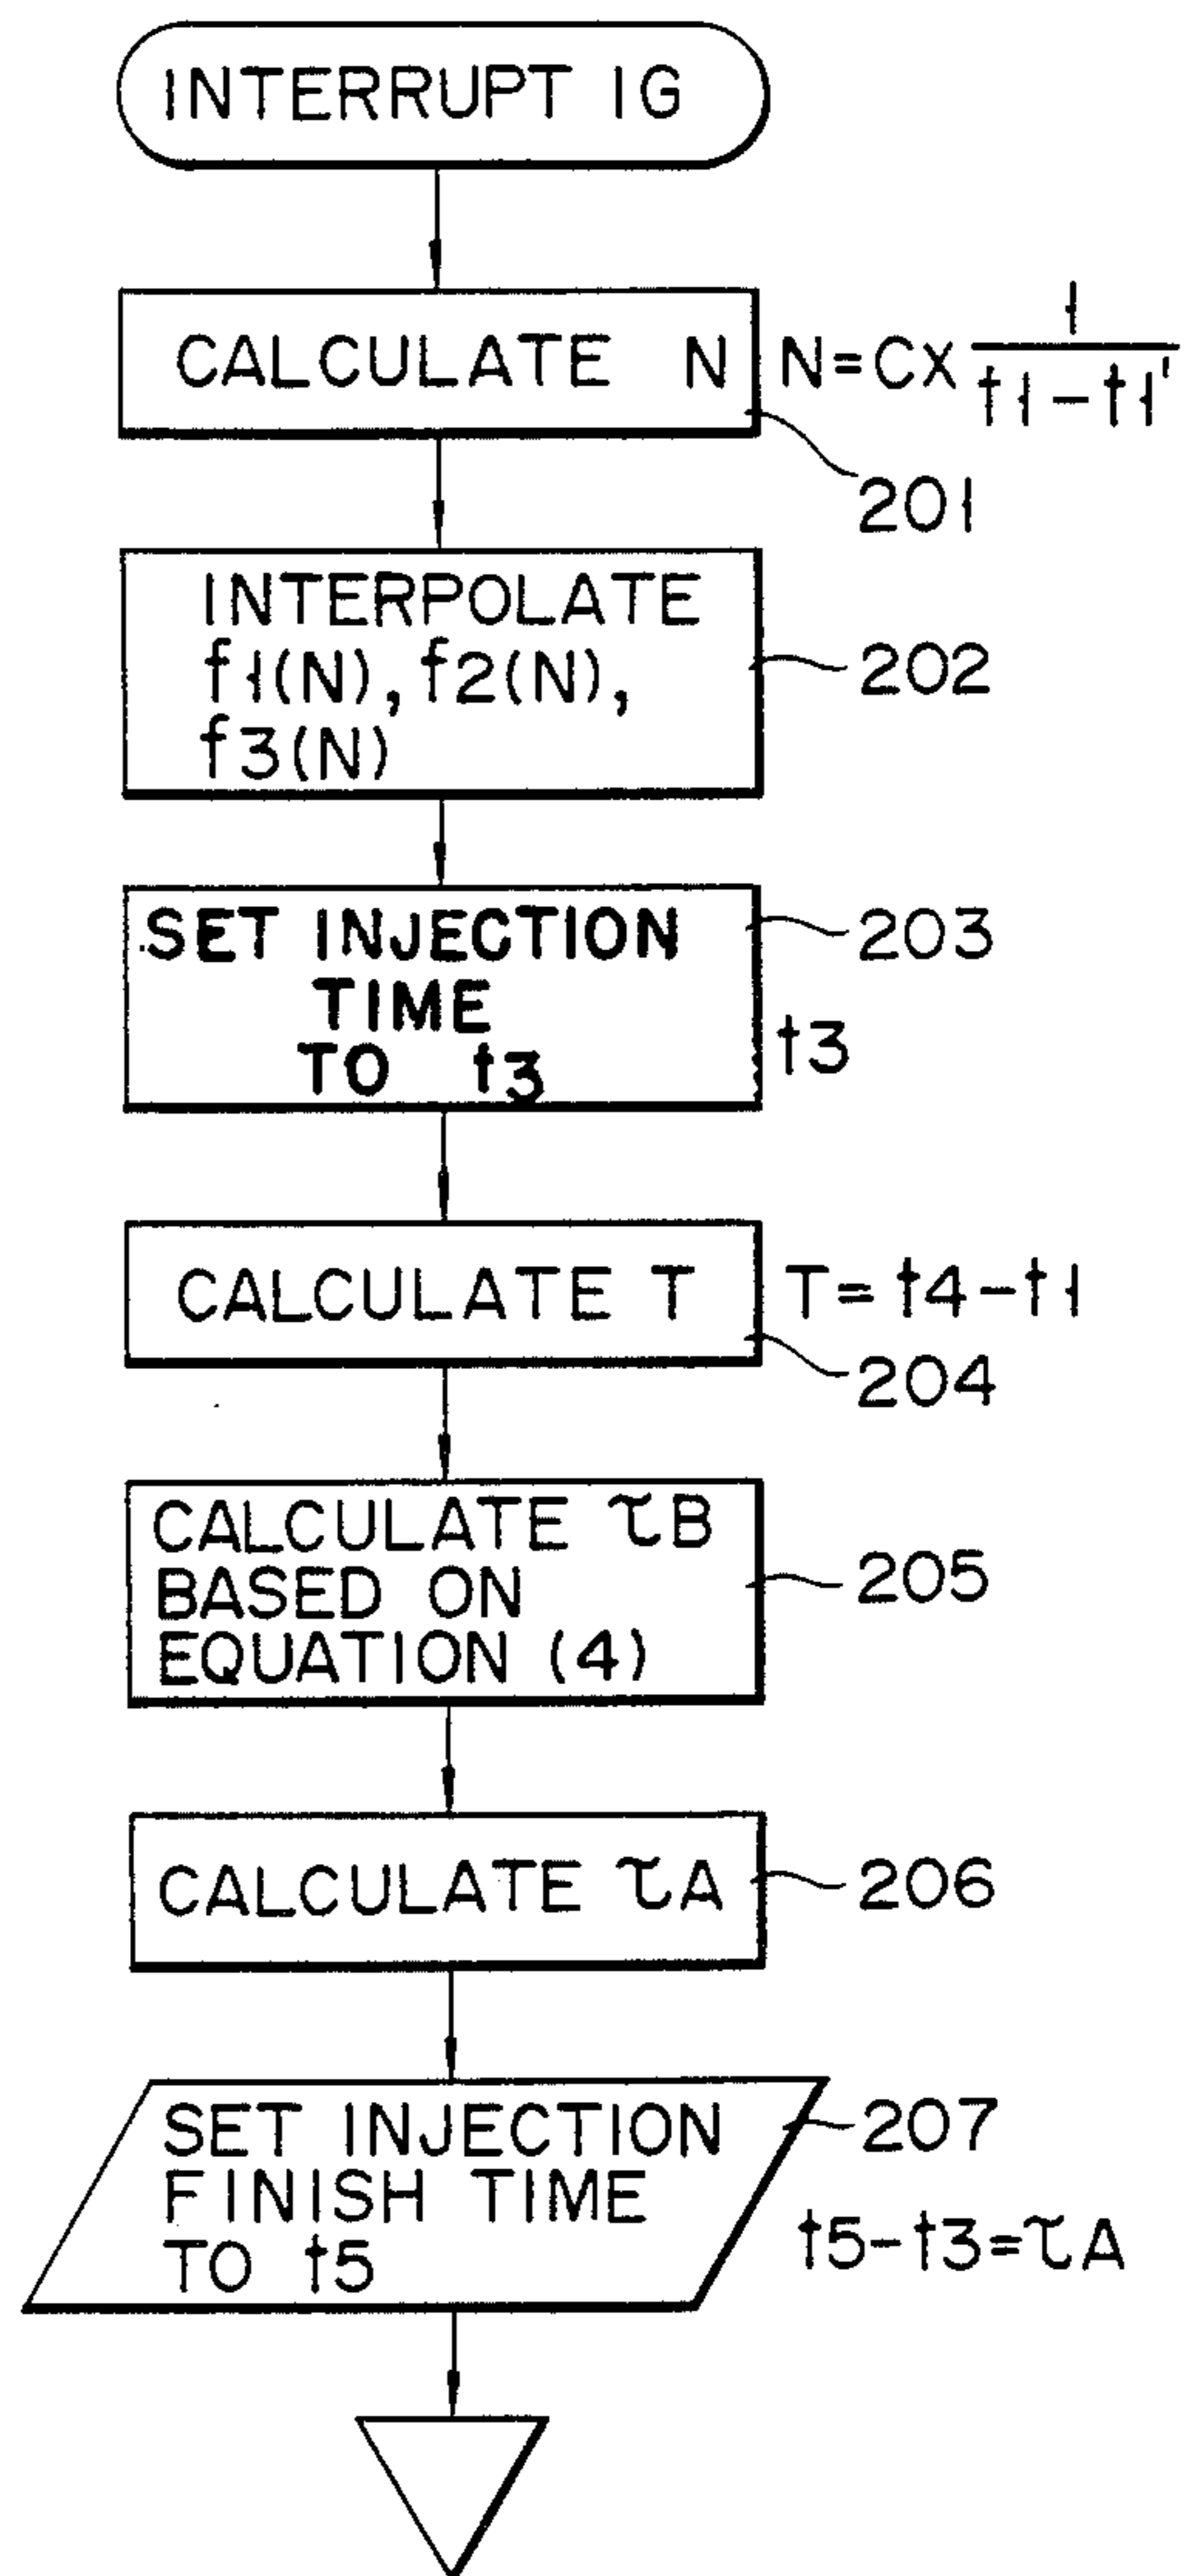 INTERRUPT IG
CALCULATE N
N=CX 1/(t1-t1')
201
INTERPOLATE
f1(N), f2(N),
f3(N)
202
SET INJECTION
TIME
TO t3
203
t3
CALCULATE T
T=t4-t1
204
CALCULATE τB
BASED ON
EQUATION (4)
205
CALCULATE τA
206
SET INJECTION
FINISH TIME
TO t5
207
t5-t3=τA